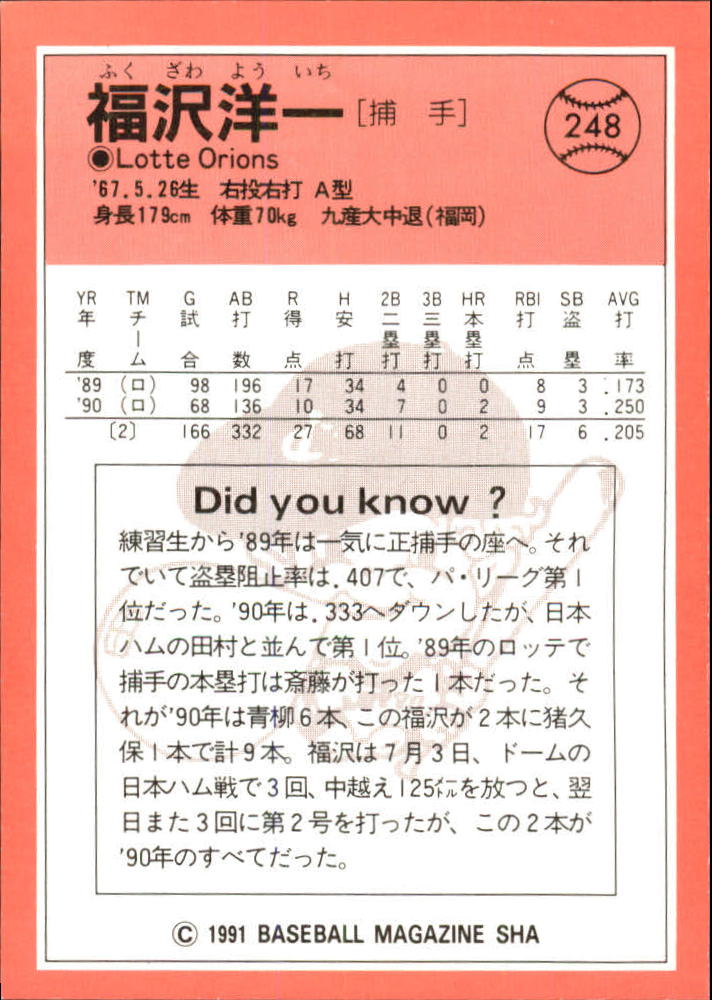 ふく ざわ よう いち
福沢洋一 [捕 手]
248
◉Lotte Orions
'67.5.26生 右投右打 A型
身長179cm 体重70kg 九産大中退(福岡)
YR TM G AB R H 2B 3B HR RBI SB AVG
年度 チーム 試合 打数 得点 安打 二塁打 三塁打 本塁打 打点 盗塁 打率
'89 (ロ) 98 196 17 34 4 0 0 8 3 .173
'90 (ロ) 68 136 10 34 7 0 2 9 3 .250
〔2〕 166 332 27 68 11 0 2 17 6 .205
Did you know ?
練習生から'89年は一気に正捕手の座へ。それ
でいて盗塁阻止率は.407で、パ・リーグ第1
位だった。'90年は.333へダウンしたが、日本
ハムの田村と並んで第1位。'89年のロッテで
捕手の本塁打は斎藤が打った1本だった。そ
れが'90年は青柳6本、この福沢が2本に猪久
保1本で計9本。福沢は7月3日、ドームの
日本ハム戦で3回、中越え125㍍を放つと、翌
日また3回に第2号を打ったが、この2本が
'90年のすべてだった。
© 1991 BASEBALL MAGAZINE SHA